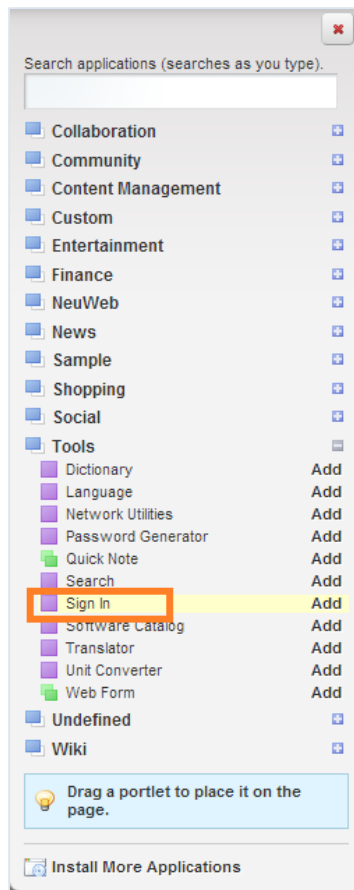 Search applications (searches as you type).
Collaboration
Community
Content Management
Custom
Entertainment
Finance
NeuWeb
News
Sample
Shopping
Social
Tools
Dictionary Add
Language Add
Network Utilities Add
Password Generator Add
Quick Note Add
Search Add
Sign In Add
Software Catalog Add
Translator Add
Unit Converter Add
Web Form Add
Undefined
Wiki
Drag a portlet to place it on the
page.
Install More Applications